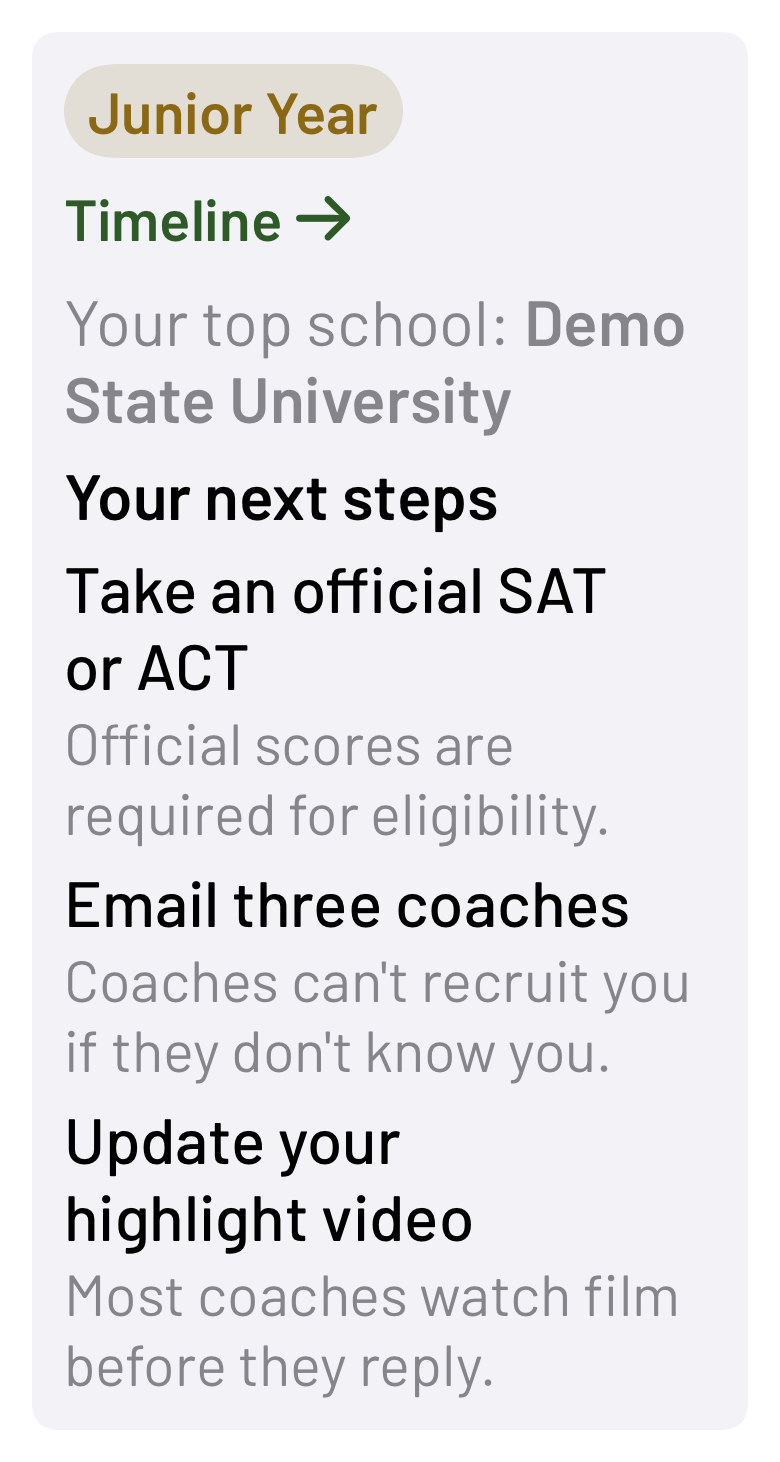 Junior Year
Timeline →
Your top school: Demo
State University
Your next steps
Take an official SAT
or ACT
Official scores are
required for eligibility.
Email three coaches
Coaches can't recruit you
if they don't know you.
Update your
highlight video
Most coaches watch film
before they reply.